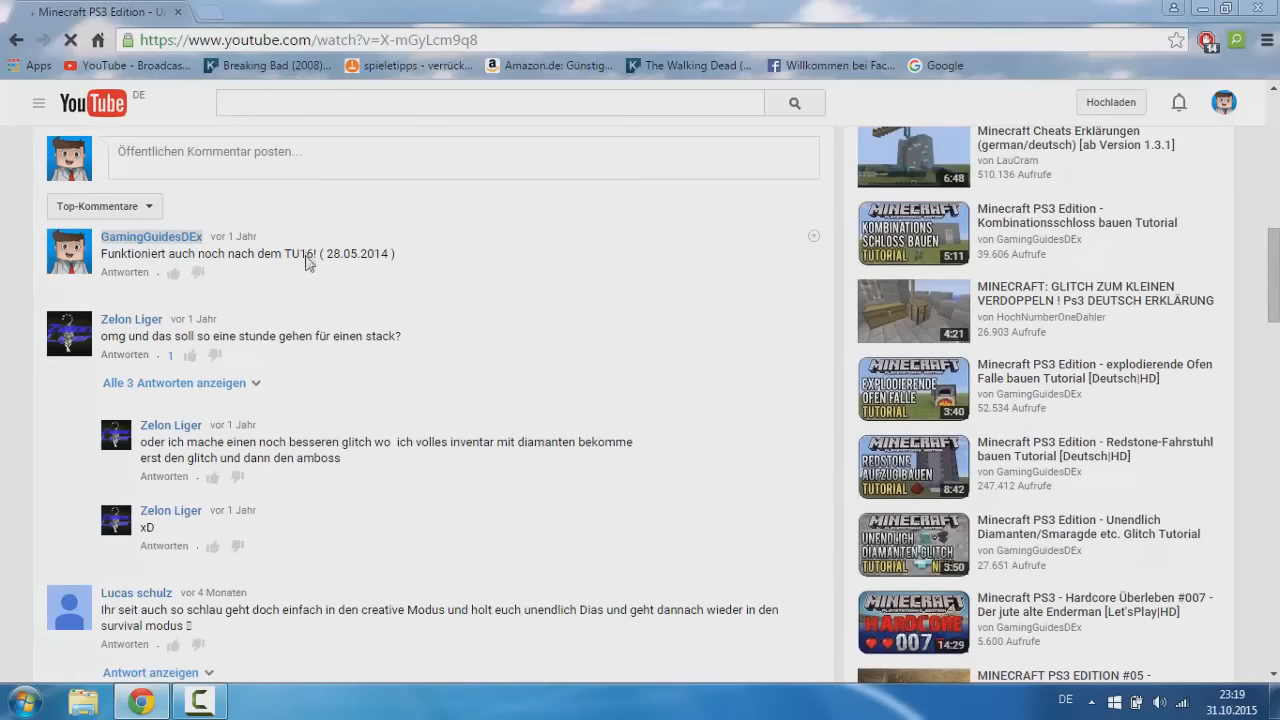 Minecraft PS3 Edition - Un
https://www.youtube.com/watch?v=X-mGyLcm9q8
14
Apps YouTube - Broadcas... Breaking Bad (2008)... spieletipps - verrück... Amazon.de: Günstig... The Walking Dead (... Willkommen bei Fac... Google
YouTube DE
Hochladen
Öffentlichen Kommentar posten...
Top-Kommentare
GamingGuidesDEx vor 1 Jahr
Funktioniert auch noch nach dem TU16! ( 28.05.2014 )
Antworten
Zelon Liger vor 1 Jahr
omg und das soll so eine stunde gehen für einen stack?
Antworten · 1
Alle 3 Antworten anzeigen
Zelon Liger vor 1 Jahr
oder ich mache einen noch besseren glitch wo ich volles inventar mit diamanten bekomme
erst den glitch und dann den amboss
Antworten ·
Zelon Liger vor 1 Jahr
xD
Antworten ·
Lucas schulz vor 4 Monaten
Ihr seit auch so schlau geht doch einfach in den creative Modus und holt euch unendlich Dias und geht dannach wieder in den
survival modus
Antworten ·
Antwort anzeigen
Minecraft Cheats Erklärungen
(german/deutsch) [ab Version 1.3.1]
von LauCram
510.136 Aufrufe
6:48
MINECRAFT
KOMBINATIONS
SCHLOSS BAUEN
TUTORIAL
5:11
Minecraft PS3 Edition -
Kombinationsschloss bauen Tutorial
von GamingGuidesDEx
39.606 Aufrufe
4:21
MINECRAFT: GLITCH ZUM KLEINEN
VERDOPPELN ! Ps3 DEUTSCH ERKLÄRUNG
von HochNumberOneDahler
26.903 Aufrufe
MINECRAFT
EXPLODIERENDE
OFEN FALLE
TUTORIAL
3:40
Minecraft PS3 Edition - explodierende Ofen
Falle bauen Tutorial [Deutsch|HD]
von GamingGuidesDEx
52.534 Aufrufe
MINECRAFT
REDSTONE
AUFZUG BAUEN
TUTORIAL
8:42
Minecraft PS3 Edition - Redstone-Fahrstuhl
bauen Tutorial [Deutsch|HD]
von GamingGuidesDEx
247.412 Aufrufe
MINECRAFT
UNENDLICH
DIAMANTEN GLITCH
TUTORIAL
3:50
Minecraft PS3 Edition - Unendlich
Diamanten/Smaragde etc. Glitch Tutorial
von GamingGuidesDEx
27.651 Aufrufe
MINECRAFT
HARDCORE
007
14:29
Minecraft PS3 - Hardcore Überleben #007 -
Der jute alte Enderman [Let'sPlay|HD]
von GamingGuidesDEx
5.600 Aufrufe
MINECRAFT PS3 EDITION #05 -
DE
23:19
31.10.2015